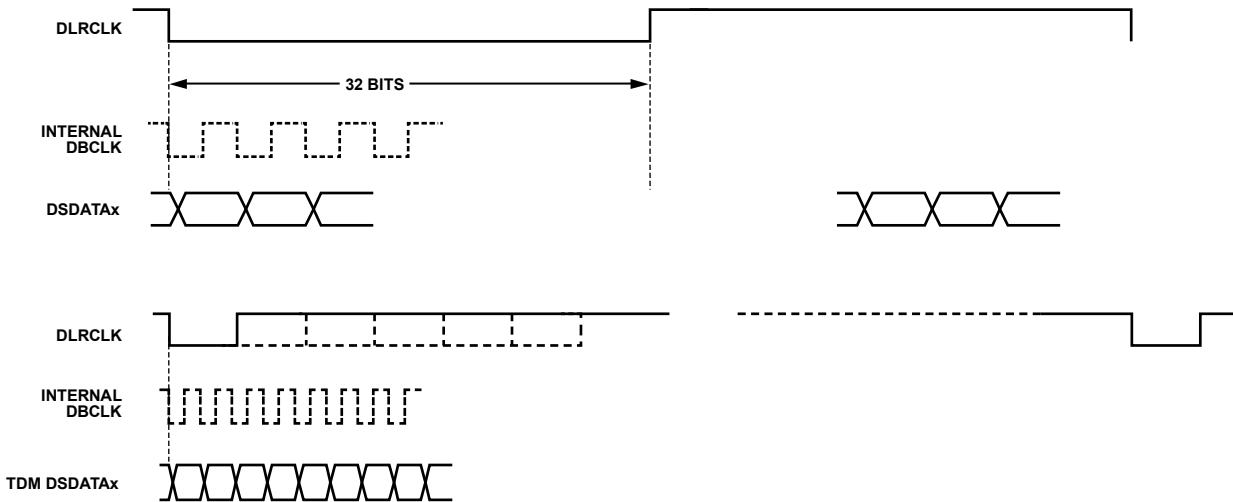 DLRCLK
32 BITS
INTERNAL
DBCLK
DSDATAx
DLRCLK
INTERNAL
DBCLK
TDM DSDATAx